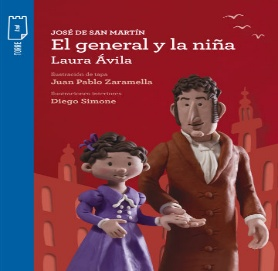 TORRE
JOSÉ DE SAN MARTÍN
El general y la niña
Laura Ávila
Ilustración de tapa
Juan Pablo Zaramella
Ilustraciones interiores
Diego Simone